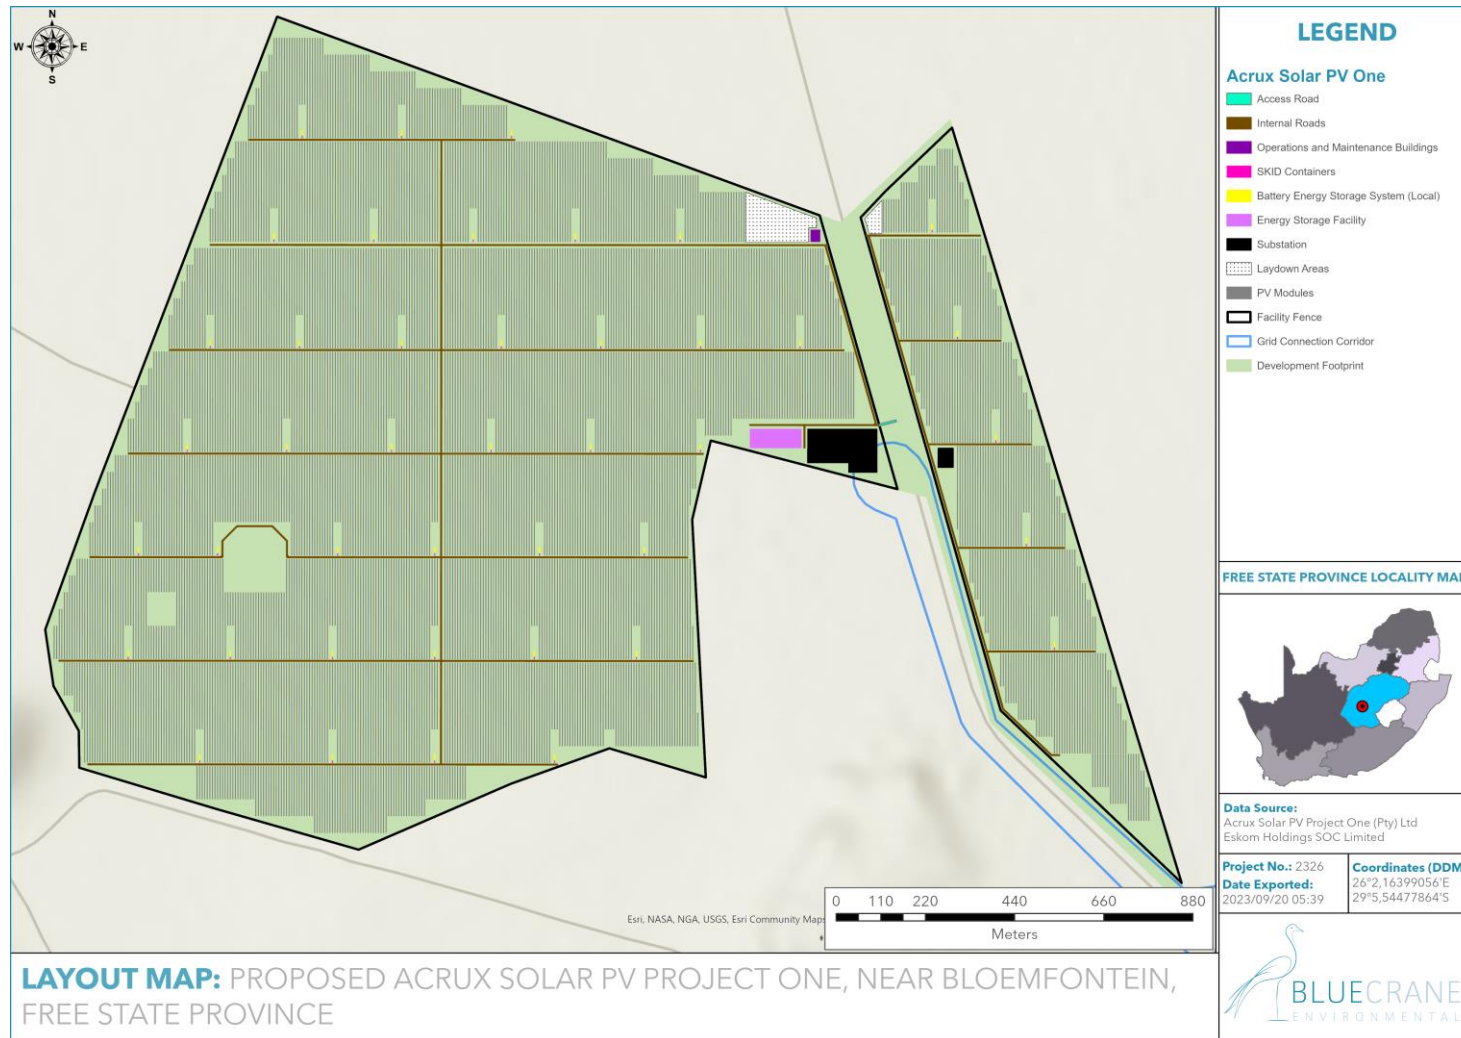 N
W
E
S
LEGEND
Acrux Solar PV One
Access Road
Internal Roads
Operations and Maintenance Buildings
SKID Containers
Battery Energy Storage System (Local)
Energy Storage Facility
Substation
Laydown Areas
PV Modules
Facility Fence
Grid Connection Corridor
Development Footprint
FREE STATE PROVINCE LOCALITY MAP
Data Source:
Acrux Solar PV Project One (Pty) Ltd
Eskom Holdings SOC Limited
Project No.: 2326
Date Exported:
2023/09/20 05:39
Coordinates (DDM
26°2,16399056'E
29°5,54477864'S
0 110 220 440 660 880
Meters
Esri, NASA, NGA, USGS, Esri Community Maps
LAYOUT MAP: PROPOSED ACRUX SOLAR PV PROJECT ONE, NEAR BLOEMFONTEIN,
FREE STATE PROVINCE
BLUECRANE
ENVIRONMENTAL